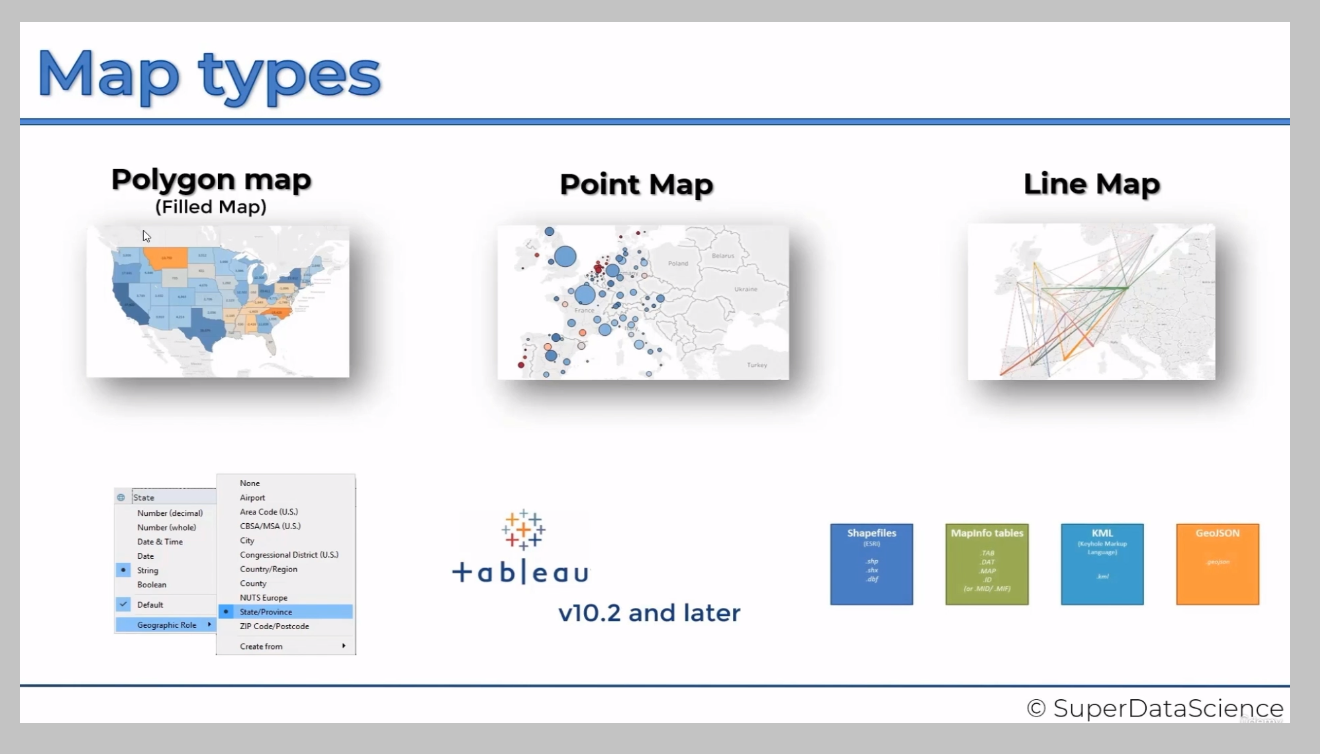 Map types
Polygon map
(Filled Map)
Point Map
Line Map
Poland
Belarus
Ukraine
France
Turkey
State
Number (decimal)
Number (whole)
Date & Time
Date
String
Boolean
Default
Geographic Role
None
Airport
Area Code (U.S.)
CBSA/MSA (U.S.)
City
Congressional District (U.S.)
Country/Region
County
NUTS Europe
State/Province
ZIP Code/Postcode
Create from
+ableau
v10.2 and later
Shapefiles
(ESRI)
.shp
.shx
.dbf
MapInfo tables
.TAB
.DAT
.MAP
.ID
(or .MID/ .MIF)
KML
(Keyhole Markup
Language)
.kml
GeoJSON
.geojson
© SuperDataScience